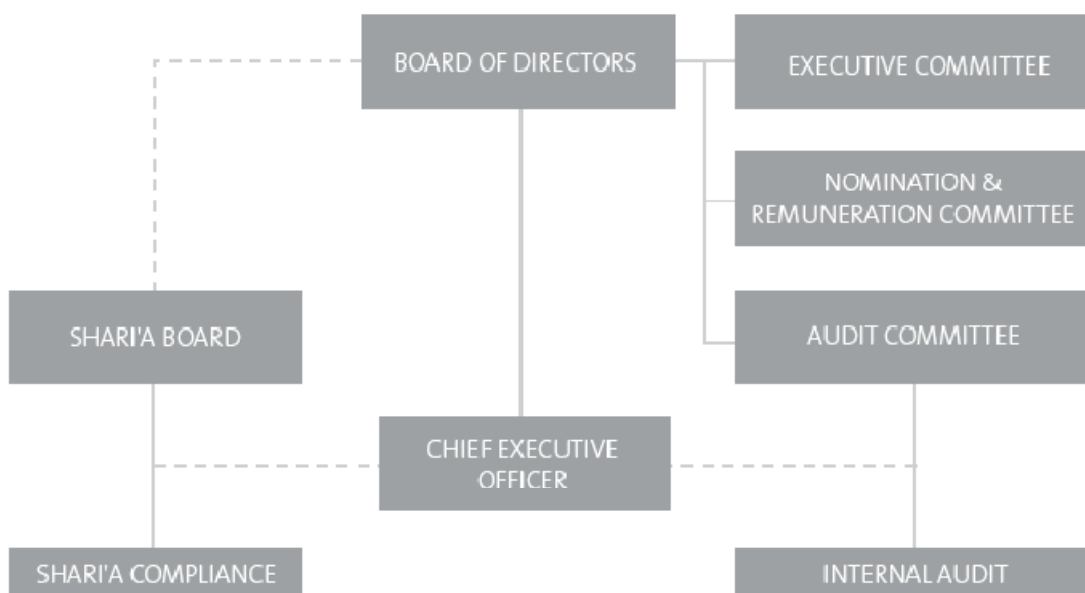 BOARD OF DIRECTORS
EXECUTIVE COMMITTEE
NOMINATION &
REMUNERATION COMMITTEE
SHARI'A BOARD
AUDIT COMMITTEE
CHIEF EXECUTIVE
OFFICER
SHARI'A COMPLIANCE
INTERNAL AUDIT